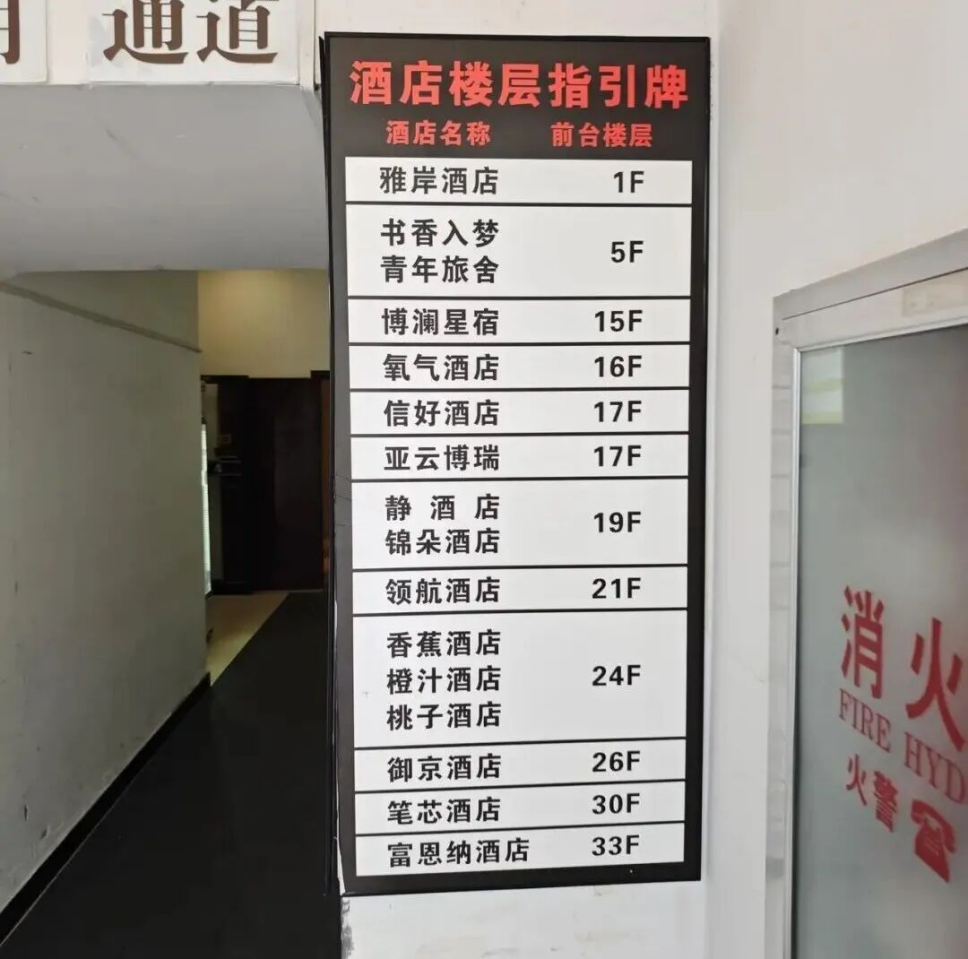 通道
酒店楼层指引牌
酒店名称 前台楼层
雅岸酒店 1F
书香入梦
青年旅舍 5F
博澜星宿 15F
氧气酒店 16F
信好酒店 17F
亚云博瑞 17F
静酒店
锦朵酒店 19F
领航酒店 21F
香蕉酒店
橙汁酒店 24F
桃子酒店
御京酒店 26F
笔芯酒店 30F
富恩纳酒店 33F
消火
FIRE HYD
火警